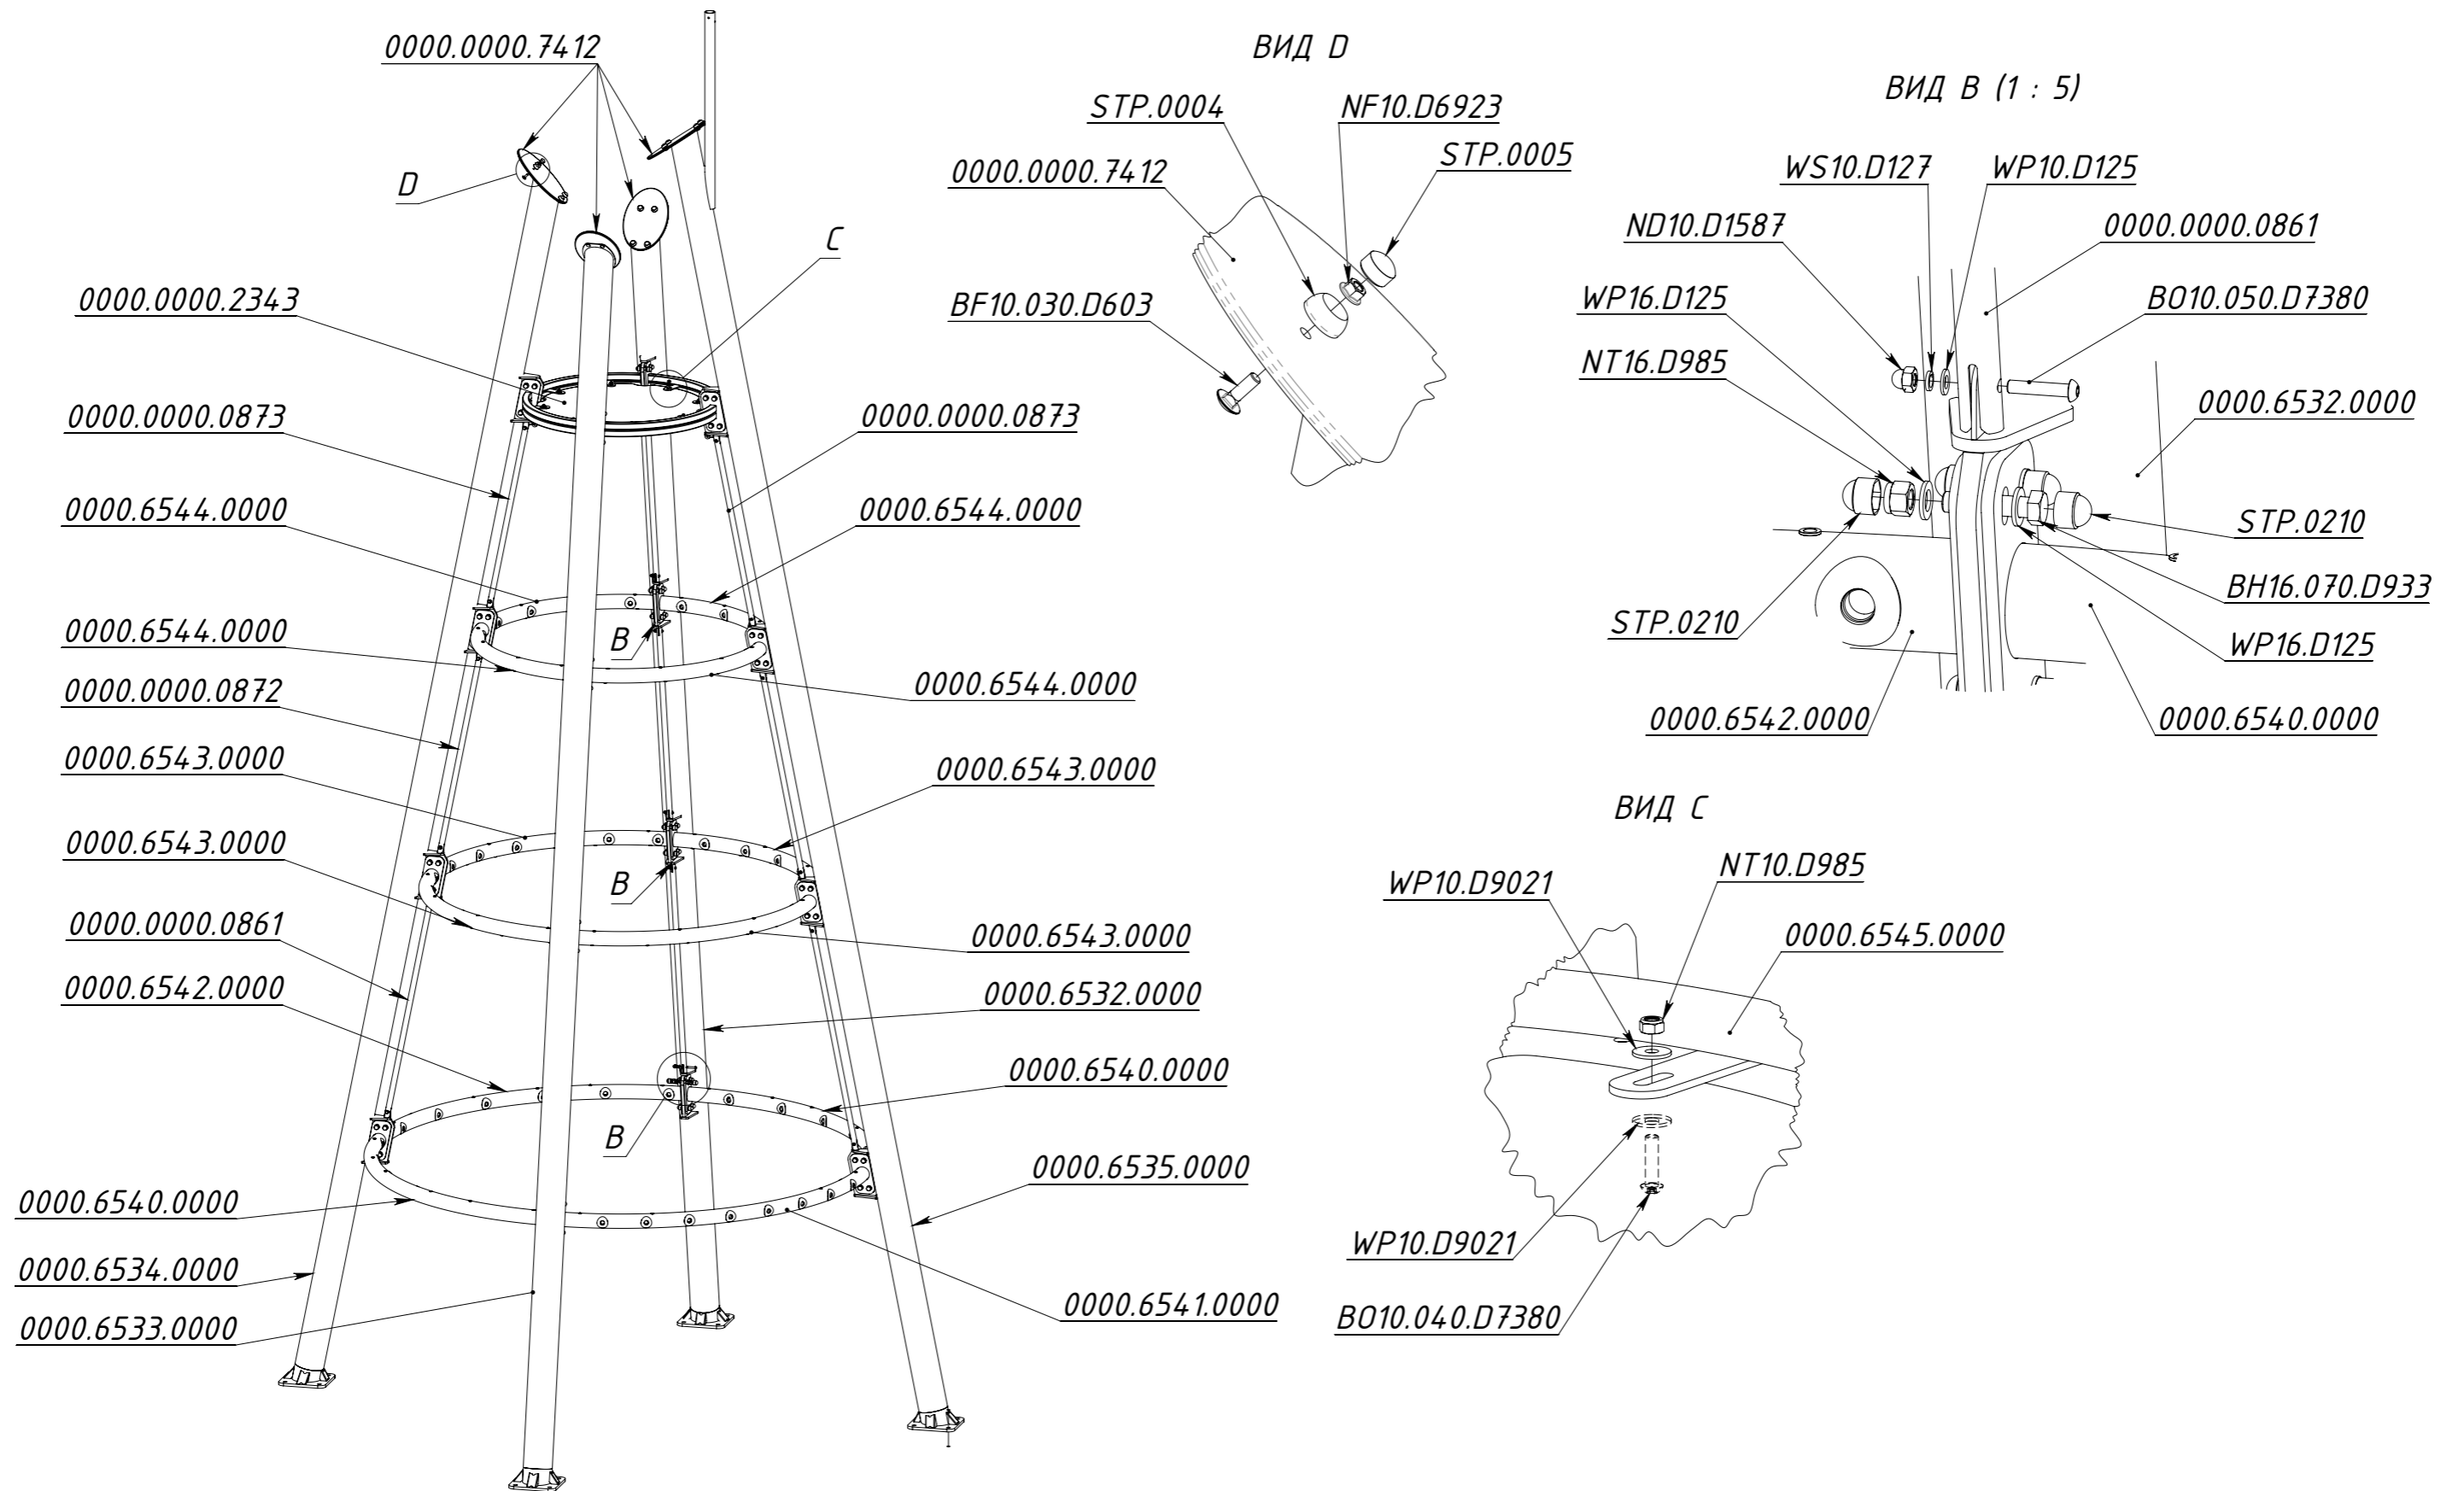 0000.0000.7412
D
C
0000.0000.2343
0000.0000.0873
0000.0000.0873
0000.6544.0000
0000.6544.0000
0000.6544.0000
B
0000.0000.0872
0000.6544.0000
0000.6543.0000
0000.6543.0000
0000.6543.0000
B
0000.0000.0861
0000.6543.0000
0000.6542.0000
0000.6532.0000
0000.6540.0000
B
0000.6535.0000
0000.6540.0000
0000.6534.0000
0000.6541.0000
0000.6533.0000
ВИД D
STP.0004
NF10.D6923
STP.0005
0000.0000.7412
BF10.030.D603
ВИД B (1 : 5)
WS10.D127
WP10.D125
ND10.D1587
0000.0000.0861
WP16.D125
BO10.050.D7380
NT16.D985
0000.6532.0000
STP.0210
BH16.070.D933
STP.0210
WP16.D125
0000.6542.0000
0000.6540.0000
ВИД C
NT10.D985
WP10.D9021
0000.6545.0000
WP10.D9021
BO10.040.D7380